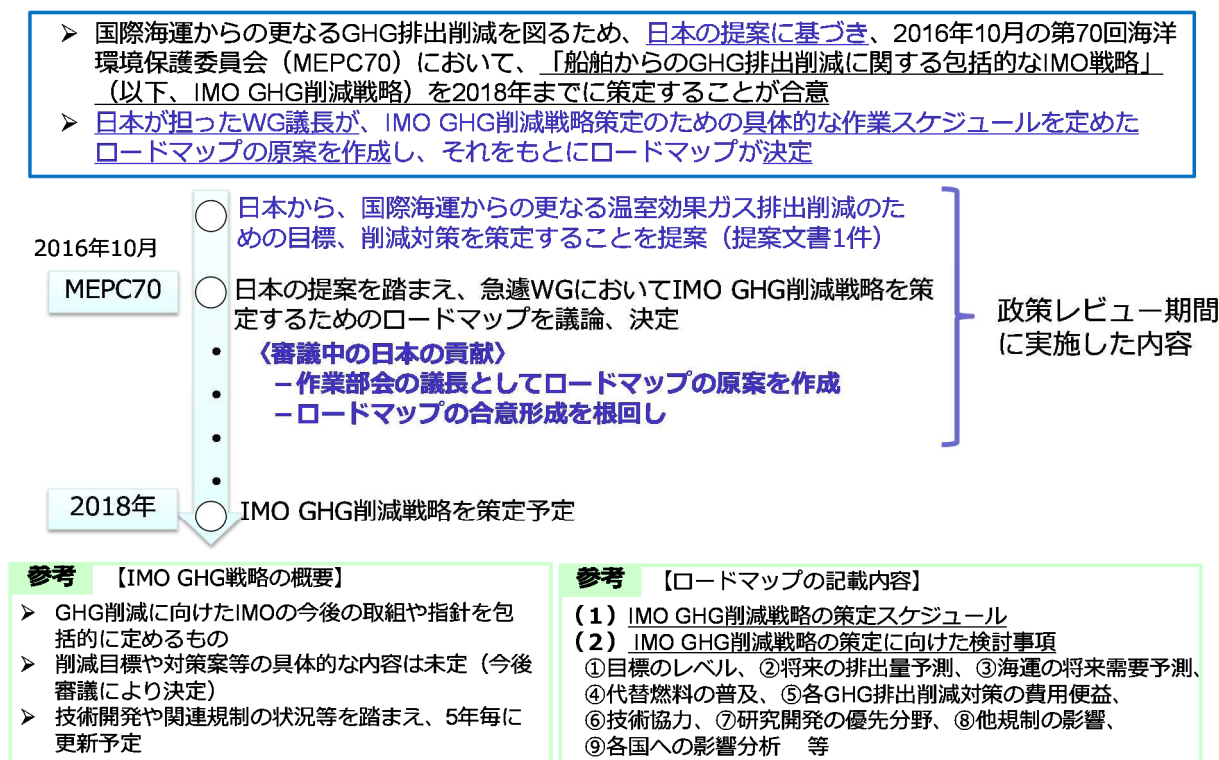 ➢ 国際海運からの更なるGHG排出削減を図るため、日本の提案に基づき、2016年10月の第70回海洋
環境保護委員会（MEPC70）において、「船舶からのGHG排出削減に関する包括的なIMO戦略」
（以下、IMO GHG削減戦略）を2018年までに策定することが合意
➢ 日本が担ったWG議長が、IMO GHG削減戦略策定のための具体的な作業スケジュールを定めた
ロードマップの原案を作成し、それをもとにロードマップが決定
日本から、国際海運からの更なる温室効果ガス排出削減のた
めの目標、削減対策を策定することを提案（提案文書1件）
2016年10月
MEPC70
日本の提案を踏まえ、急遽WGにおいてIMO GHG削減戦略を策
定するためのロードマップを議論、決定
〈審議中の日本の貢献〉
－作業部会の議長としてロードマップの原案を作成
－ロードマップの合意形成を根回し
政策レビュー期間
に実施した内容
2018年
IMO GHG削減戦略を策定予定
参考 【IMO GHG戦略の概要】
➢ GHG削減に向けたIMOの今後の取組や指針を包
括的に定めるもの
➢ 削減目標や対策案等の具体的な内容は未定（今後
審議により決定）
➢ 技術開発や関連規制の状況等を踏まえ、5年毎に
更新予定
参考 【ロードマップの記載内容】
（１）IMO GHG削減戦略の策定スケジュール
（２） IMO GHG削減戦略の策定に向けた検討事項
①目標のレベル、②将来の排出量予測、③海運の将来需要予測、
④代替燃料の普及、⑤各GHG排出削減対策の費用便益、
⑥技術協力、⑦研究開発の優先分野、⑧他規制の影響、
⑨各国への影響分析　等